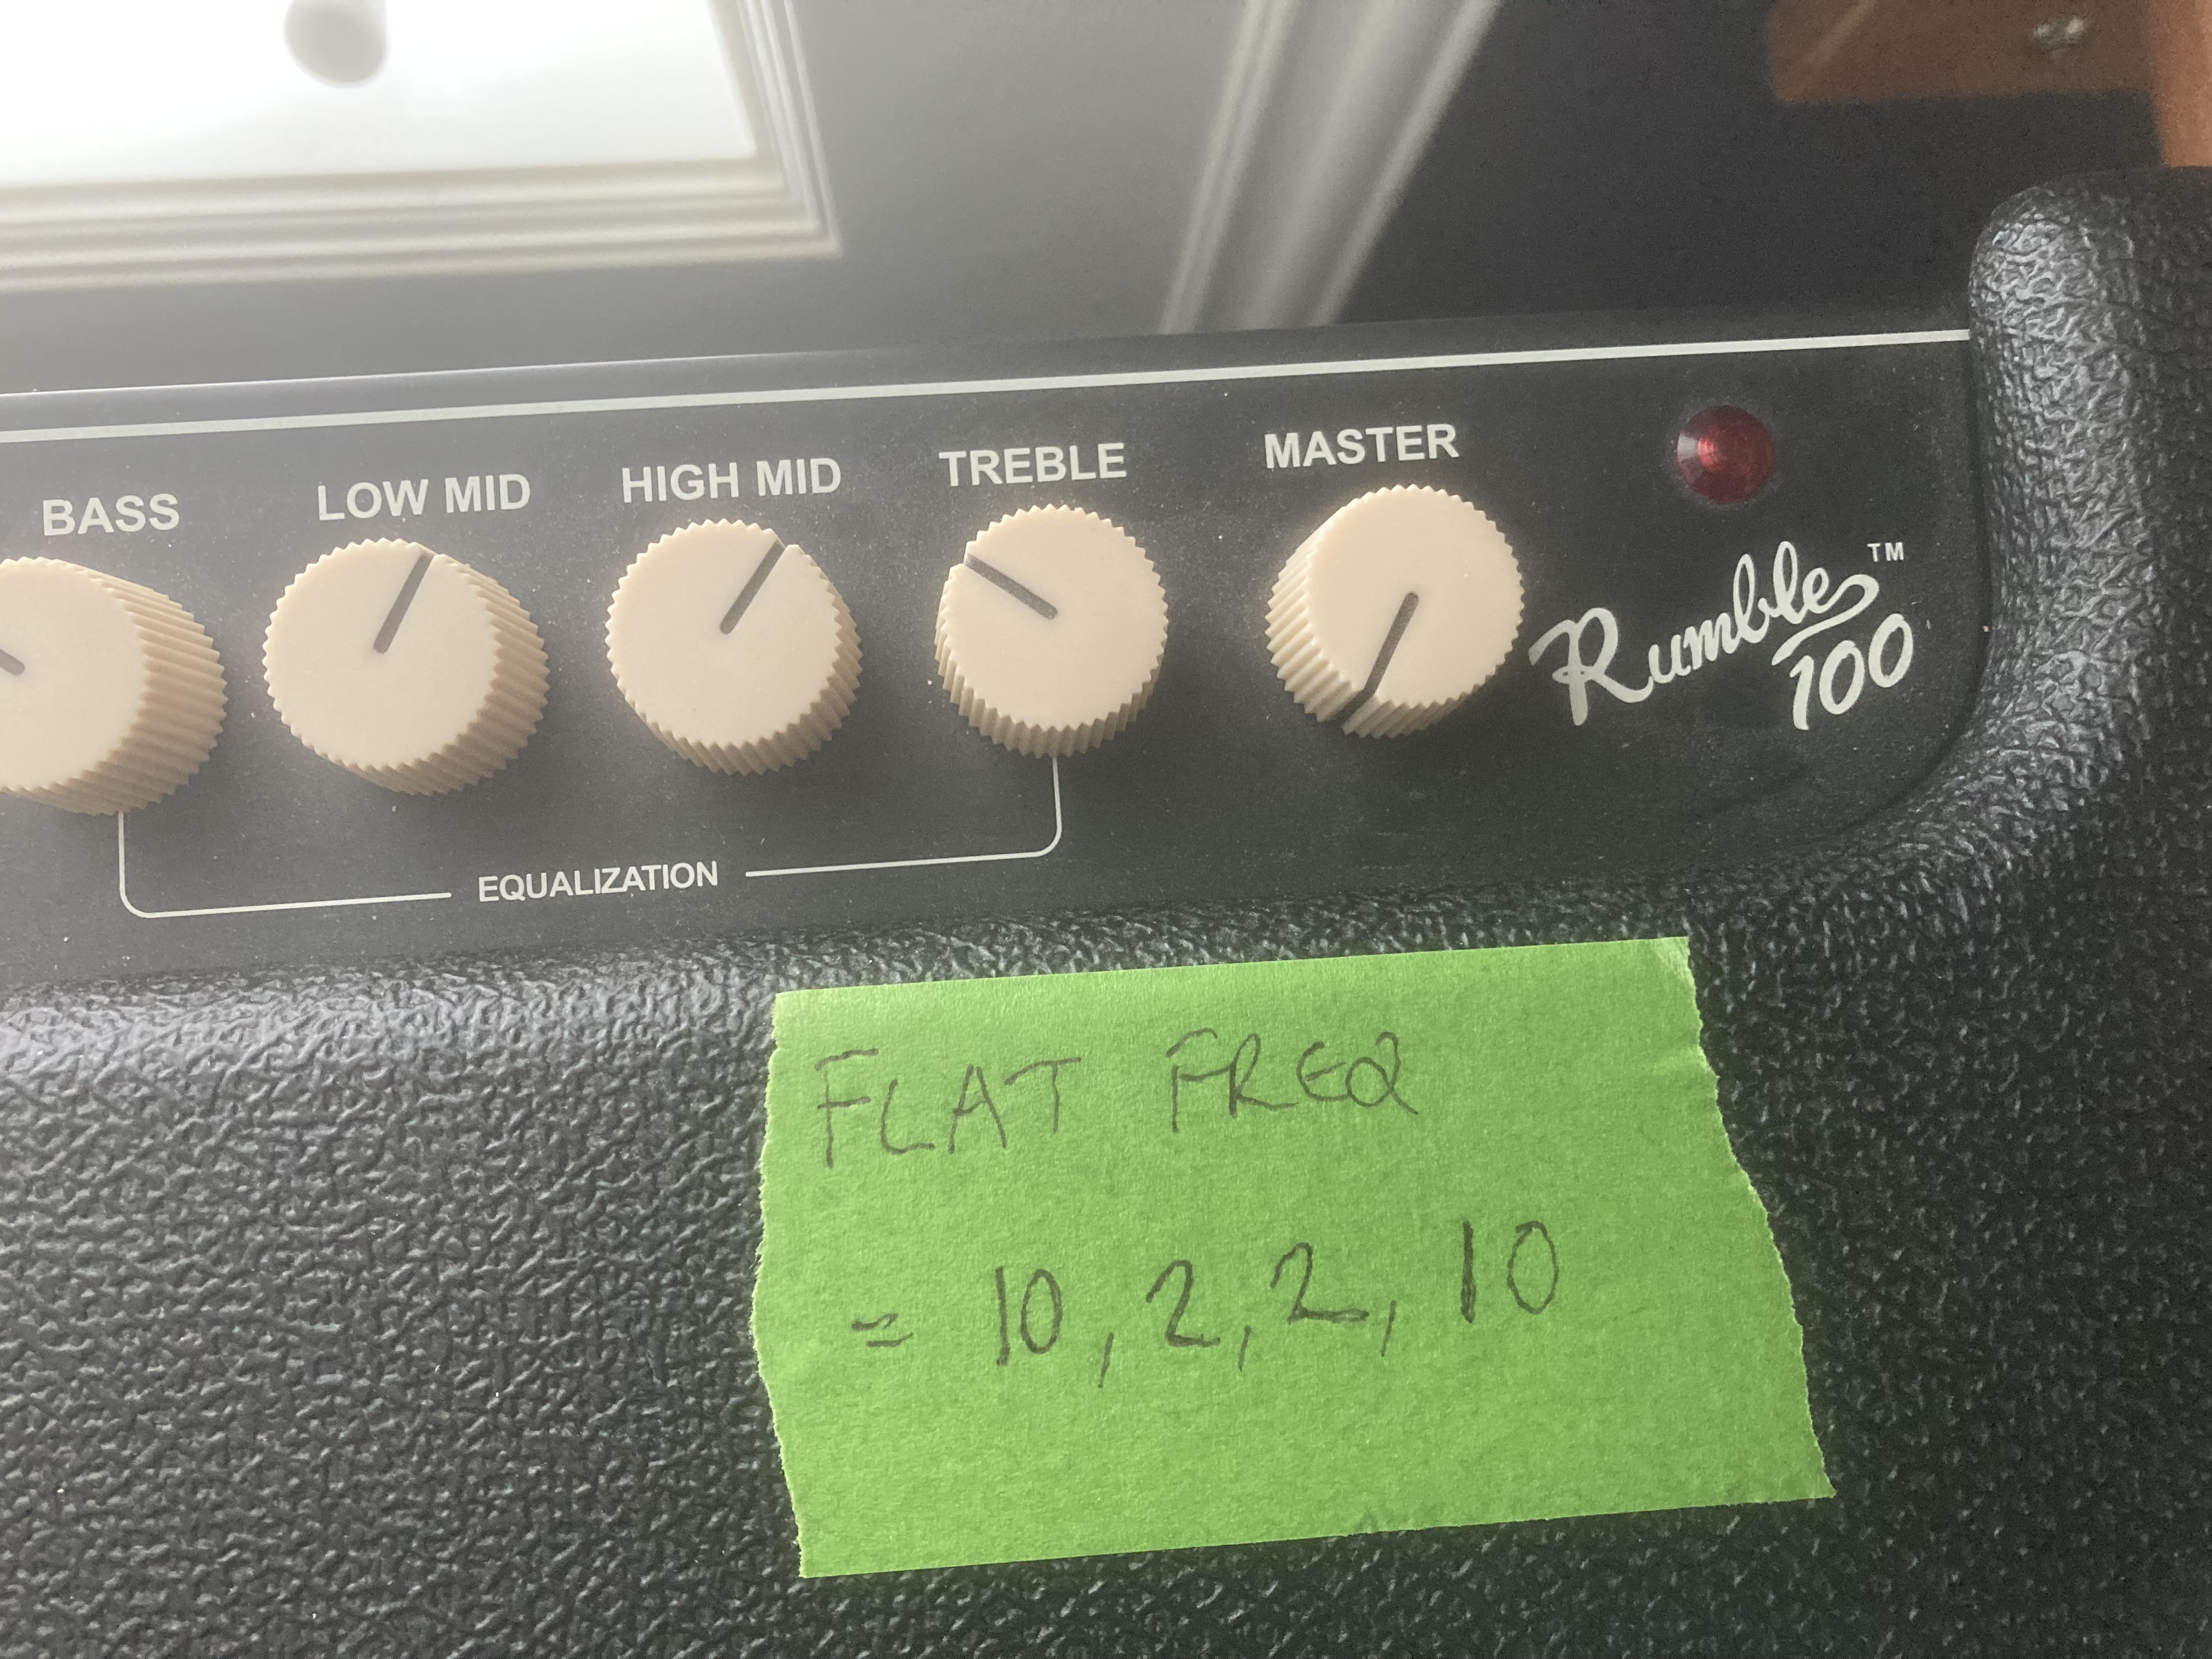 BASS LOW MID HIGH MID TREBLE MASTER
Rumble™
100
EQUALIZATION
FLAT FREQ
= 10, 2, 2, 10